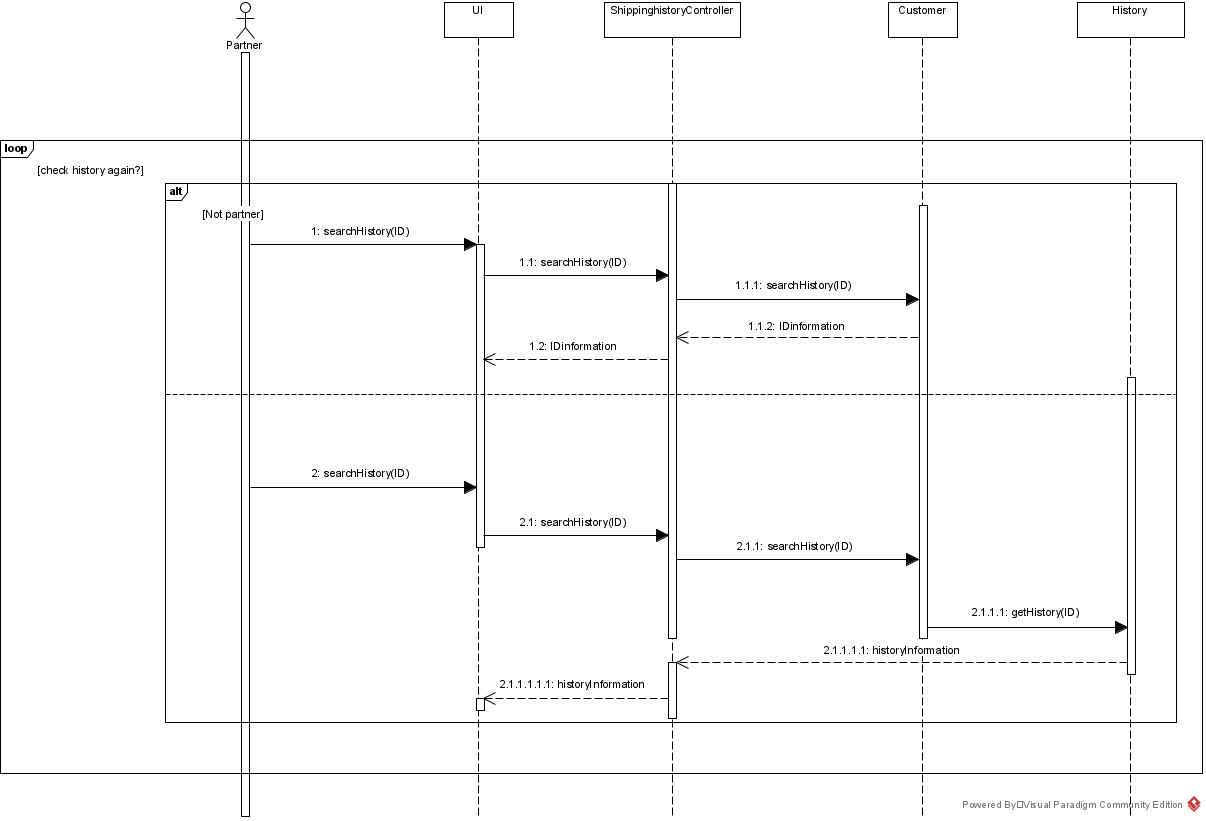 Partner
UI
ShippinghistoryController
Customer
History
loop
[check history again?]
alt
[Not partner]
1: searchHistory(ID)
1.1: searchHistory(ID)
1.1.1: searchHistory(ID)
1.1.2: IDinformation
1.2: IDinformation
2: searchHistory(ID)
2.1: searchHistory(ID)
2.1.1: searchHistory(ID)
2.1.1.1: getHistory(ID)
2.1.1.1.1: historyInformation
2.1.1.1.1.1: historyInformation
Powered By□Visual Paradigm Community Edition